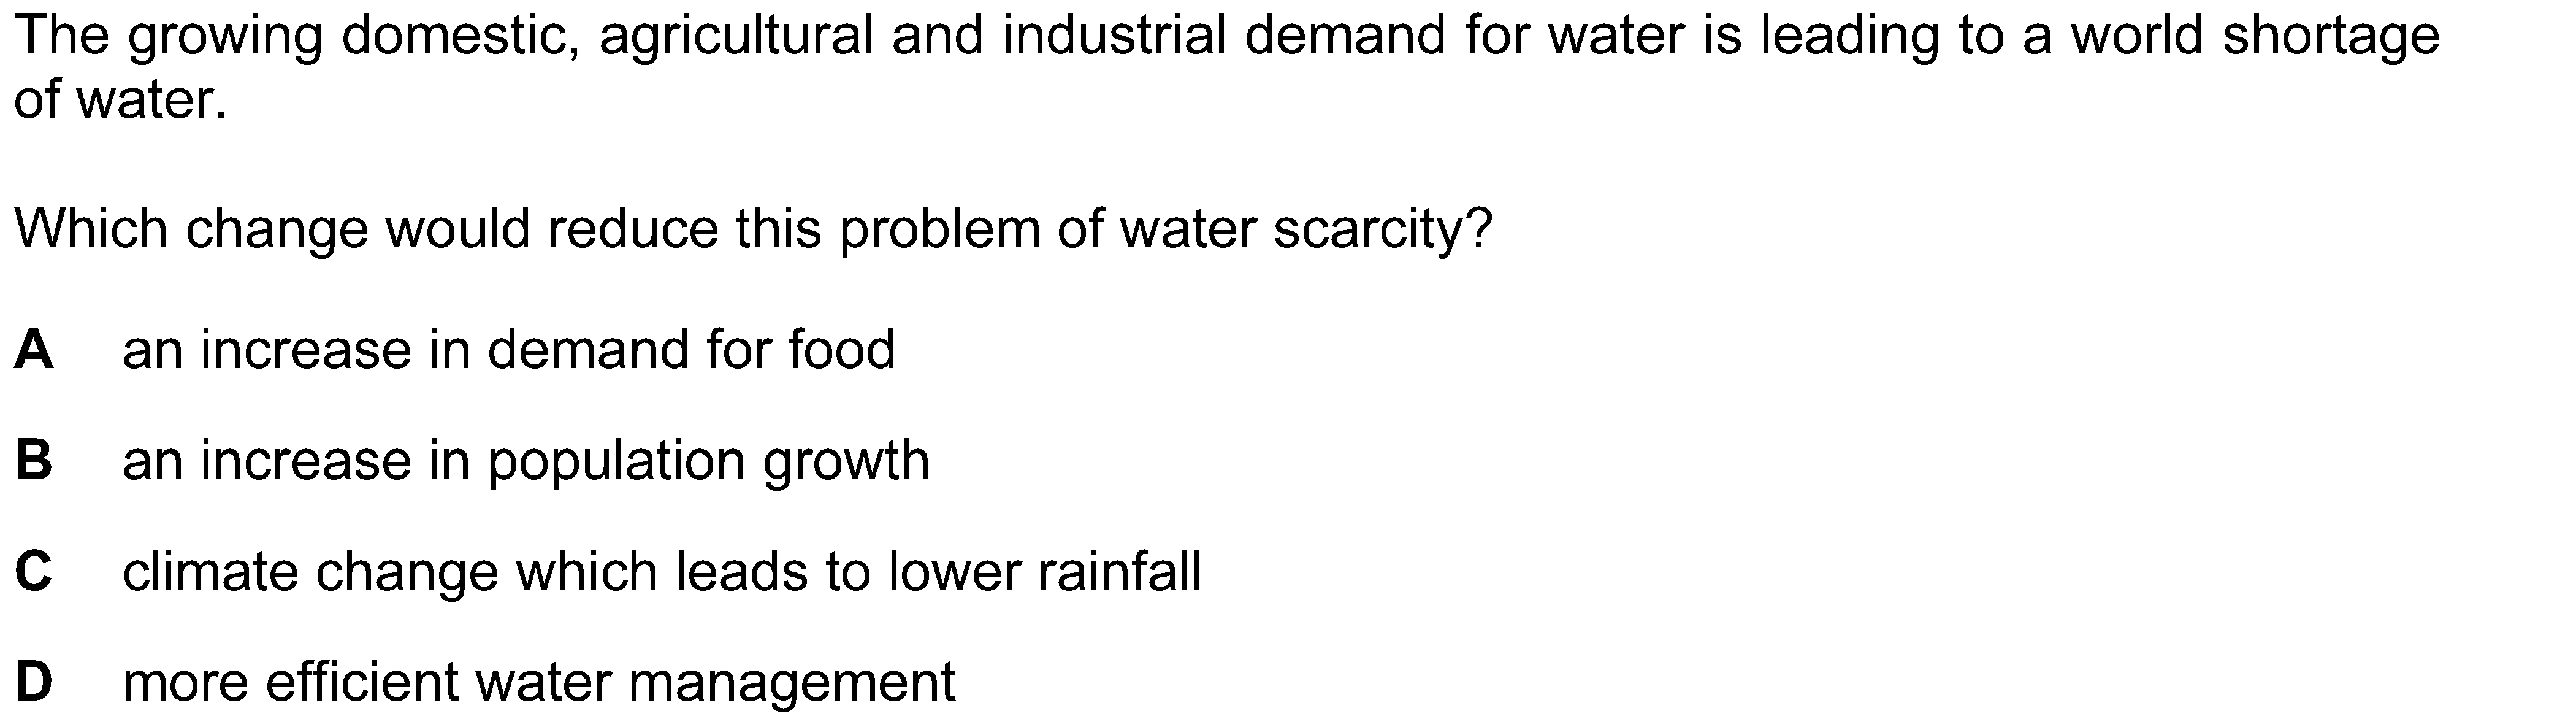 The growing domestic, agricultural and industrial demand for water is leading to a world shortage
of water.
Which change would reduce this problem of water scarcity?
A an increase in demand for food
B an increase in population growth
C climate change which leads to lower rainfall
D more efficient water management